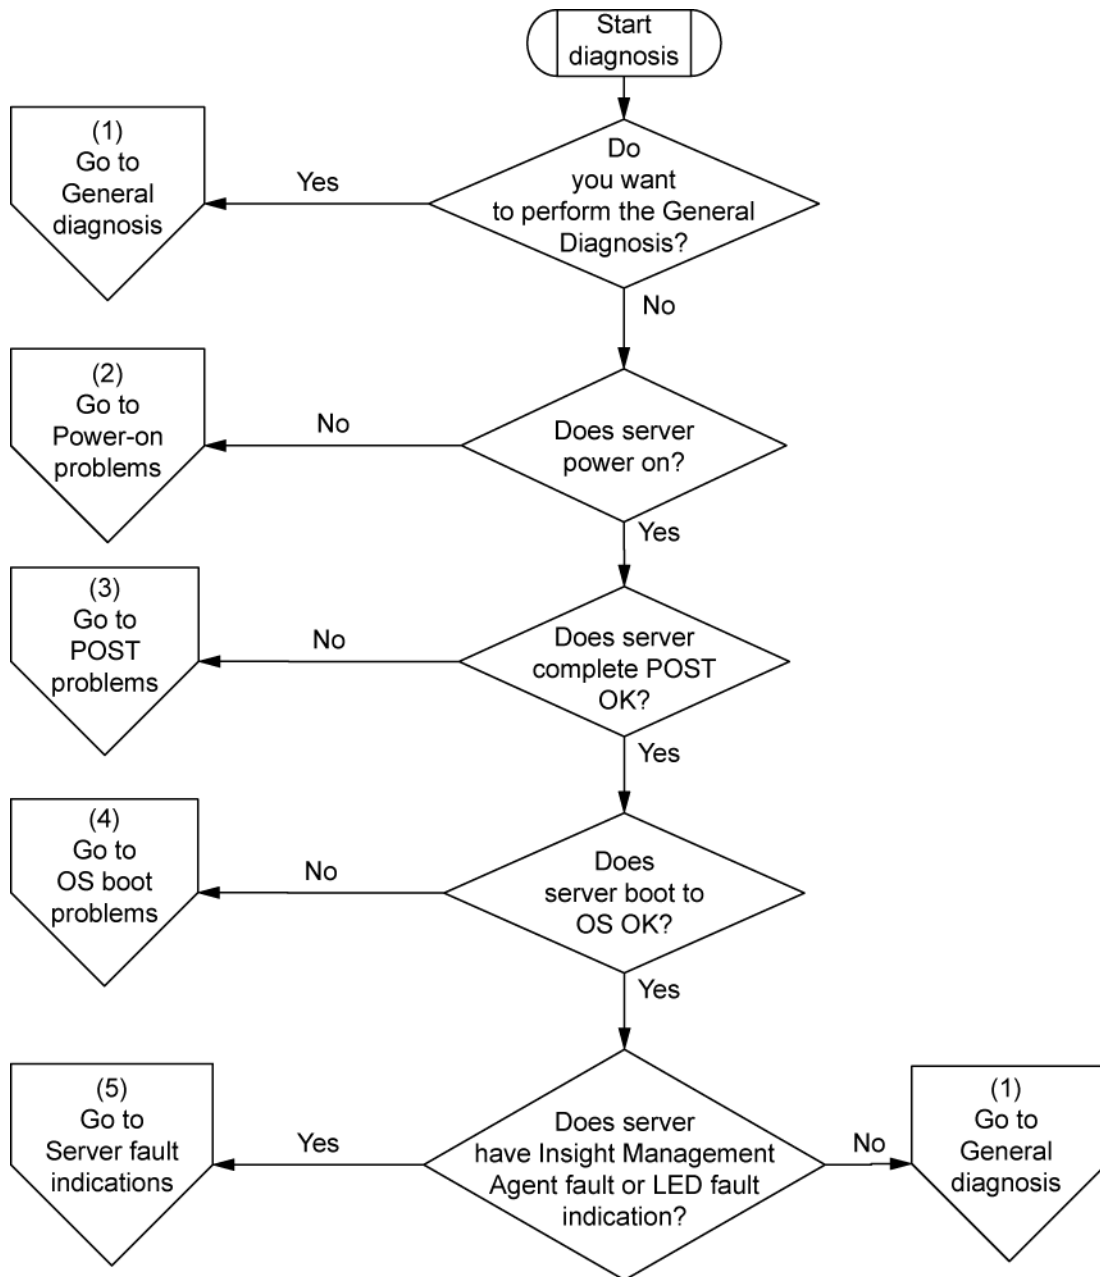 Start
diagnosis
Do
you want
to perform the General
Diagnosis?
Yes
(1)
Go to
General
diagnosis
No
Does server
power on?
No
(2)
Go to
Power-on
problems
Yes
Does server
complete POST
OK?
No
(3)
Go to
POST
problems
Yes
Does
server boot to
OS OK?
No
(4)
Go to
OS boot
problems
Yes
Does server
have Insight Management
Agent fault or LED fault
indication?
Yes
(5)
Go to
Server fault
indications
No
(1)
Go to
General
diagnosis